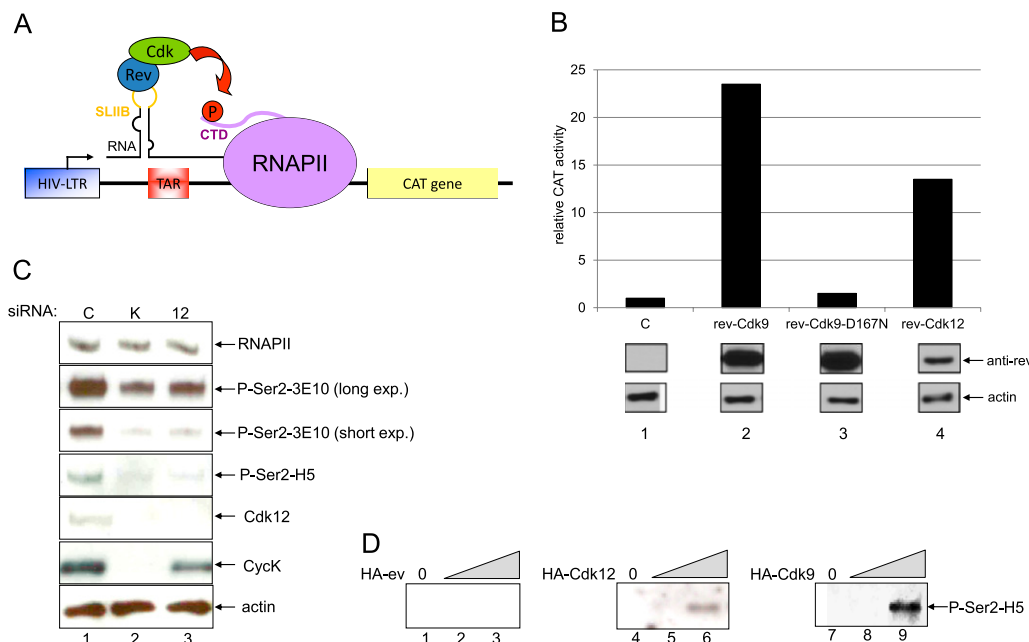 A
Cdk
Rev
SLIIB
P
CTD
RNA
RNAPII
HIV-LTR
TAR
CAT gene
B
relative CAT activity
25
20
15
10
5
0
C rev-Cdk9 rev-Cdk9-D167N rev-Cdk12
anti-rev
actin
1 2 3 4
C
siRNA: C K 12
RNAPII
P-Ser2-3E10 (long exp.)
P-Ser2-3E10 (short exp.)
P-Ser2-H5
Cdk12
CycK
actin
1 2 3
D
HA-ev 0
HA-Cdk12 0
HA-Cdk9 0
P-Ser2-H5
1 2 3 4 5 6 7 8 9